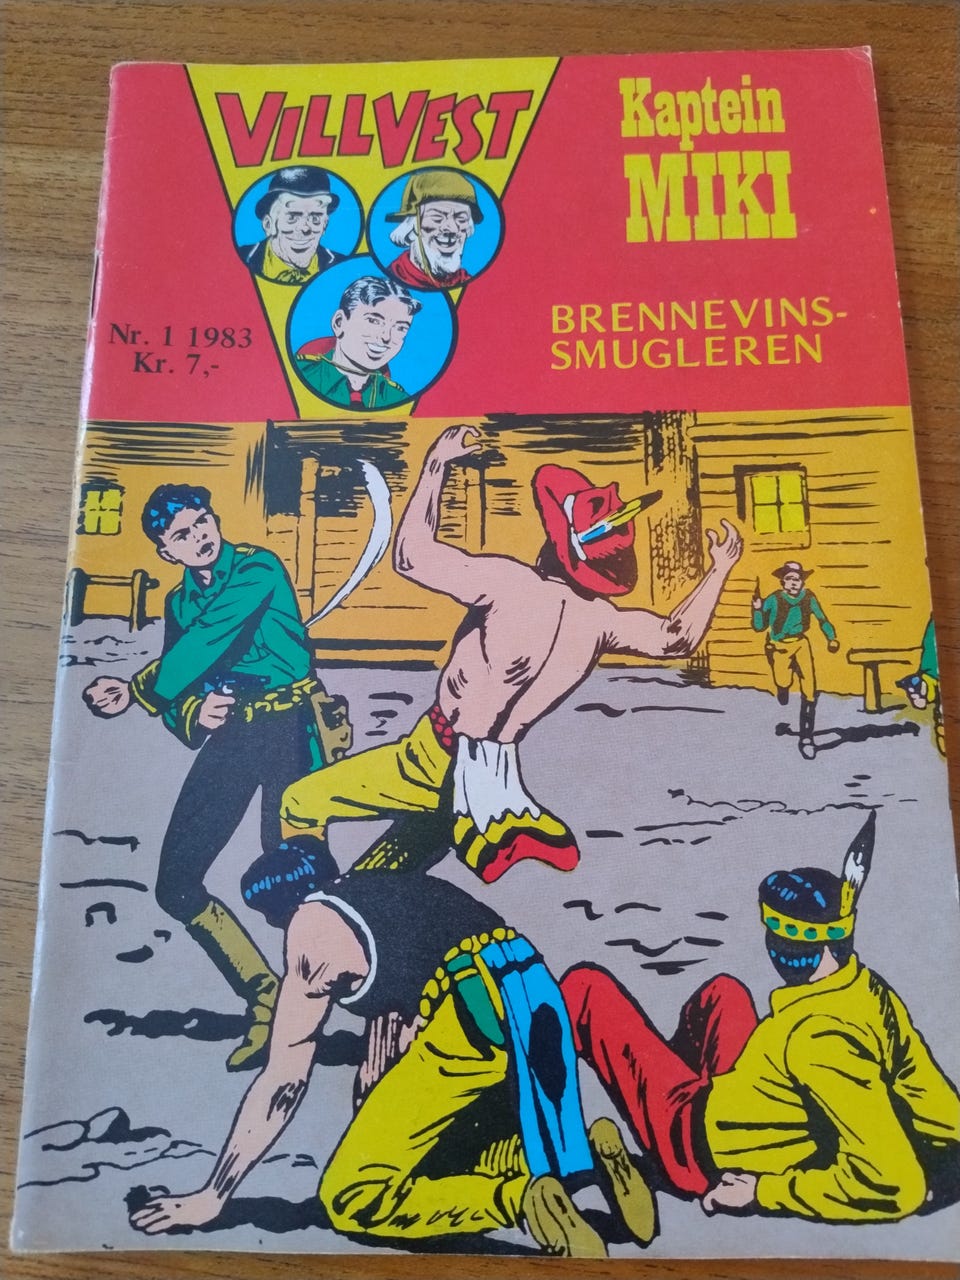 VILLVEST
Kaptein
MIKI
Nr. 1 1983
Kr. 7,-
BRENNEVINS-
SMUGLEREN